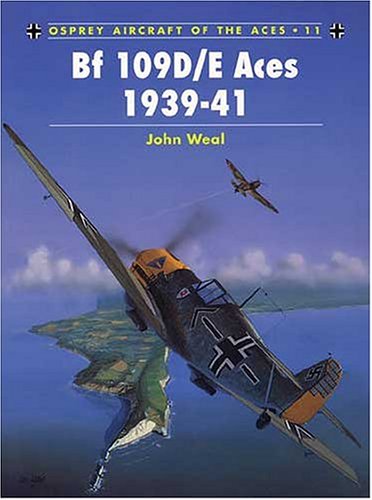 OSPREY AIRCRAFT OF THE ACES • 11
Bf 109D/E Aces
1939-41
John Weal